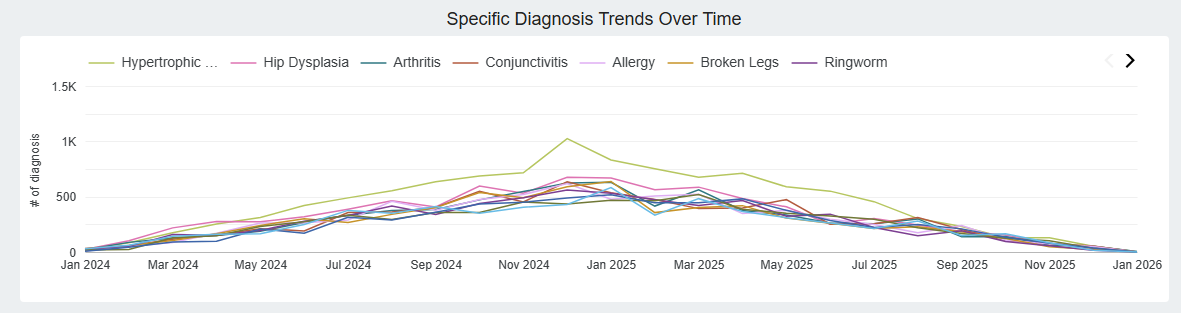 Specific Diagnosis Trends Over Time
Hypertrophic ... Hip Dysplasia Arthritis Conjunctivitis Allergy Broken Legs Ringworm
# of diagnosis
1.5K
1K
500
0
Jan 2024 Mar 2024 May 2024 Jul 2024 Sep 2024 Nov 2024 Jan 2025 Mar 2025 May 2025 Jul 2025 Sep 2025 Nov 2025 Jan 2026